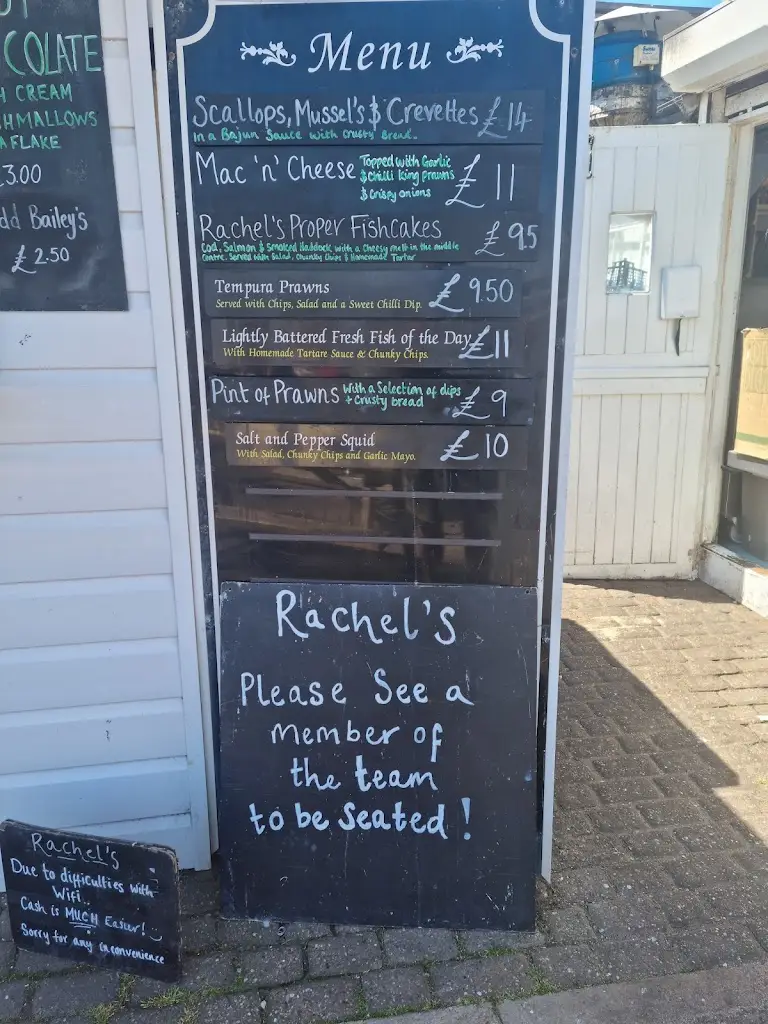 COLATE
CREAM
FLAKE
3.00
Bailey's
£2.50
Menu
Scallops, Mussel's & Crevettes £14
In a Bajun Sauce with Crusty Bread.
Mac 'n' Cheese Topped with Garlic
& Chilli King prawns
& Crispy onions
£11
Rachel's Proper Fishcakes £9.5
Cod, Salmon & Smoked Haddock with a Cheesy melt in the middle
Centre. Served with Salad, Chunky Chips & Homemade Tartar
Tempura Prawns £9.50
Served with Chips, Salad and a Sweet Chilli Dip.
Lightly Battered Fresh Fish of the Day £11
With Homemade Tartare Sauce & Chunky Chips.
Pint of Prawns with a Selection of dips
+ Crusty bread
£9
Salt and Pepper Squid £10
With Salad, Chunky Chips and Garlic Mayo.
Rachel's
Please See a
member of
the team
to be Seated!
Rachel's
Due to difficulties with
Wifi..
Cash is MUCH Easier!
Sorry for any inconvenience